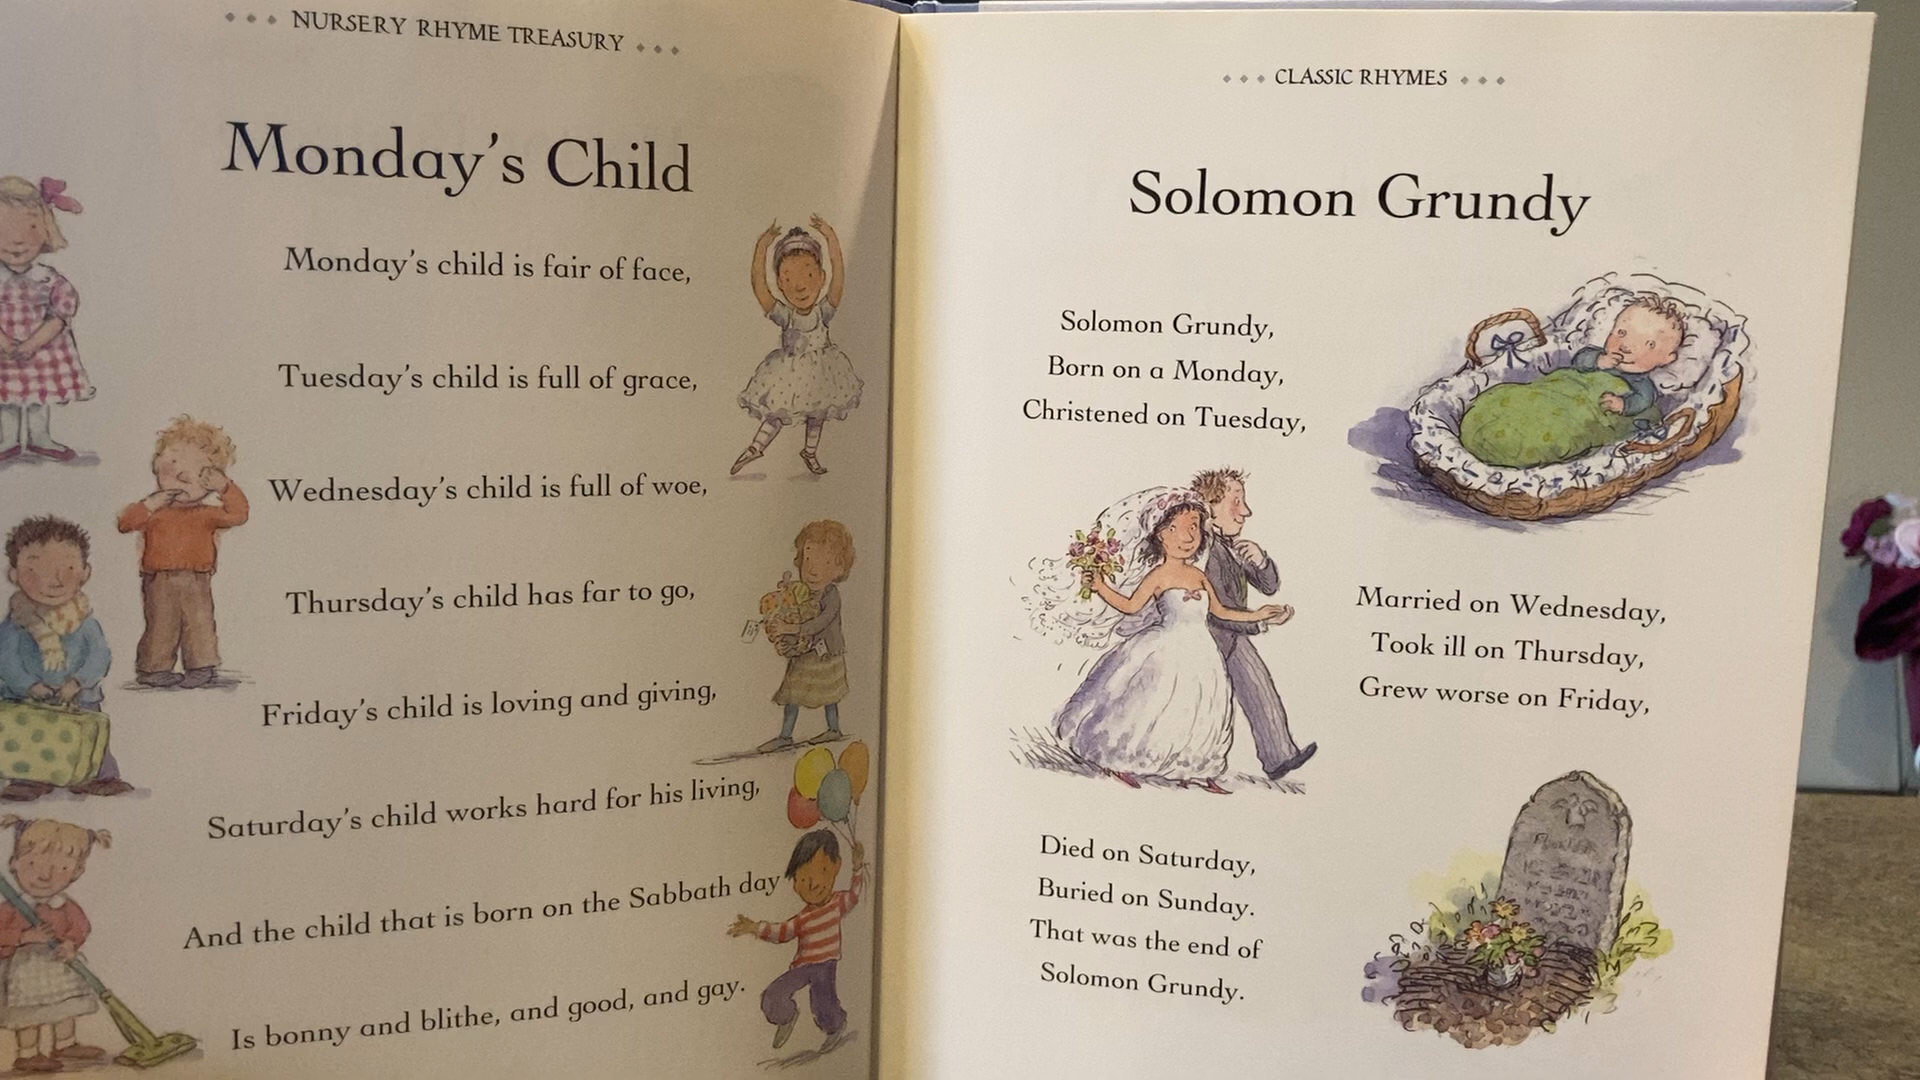 NURSERY RHYME TREASURY
Monday's Child
Monday's child is fair of face,
Tuesday's child is full of grace,
Wednesday's child is full of woe,
Thursday's child has far to go,
Friday's child is loving and giving,
Saturday's child works hard for his living,
And the child that is born on the Sabbath day
Is bonny and blithe, and good, and gay.
CLASSIC RHYMES
Solomon Grundy
Solomon Grundy,
Born on a Monday,
Christened on Tuesday,
Married on Wednesday,
Took ill on Thursday,
Grew worse on Friday,
Died on Saturday,
Buried on Sunday.
That was the end of
Solomon Grundy.